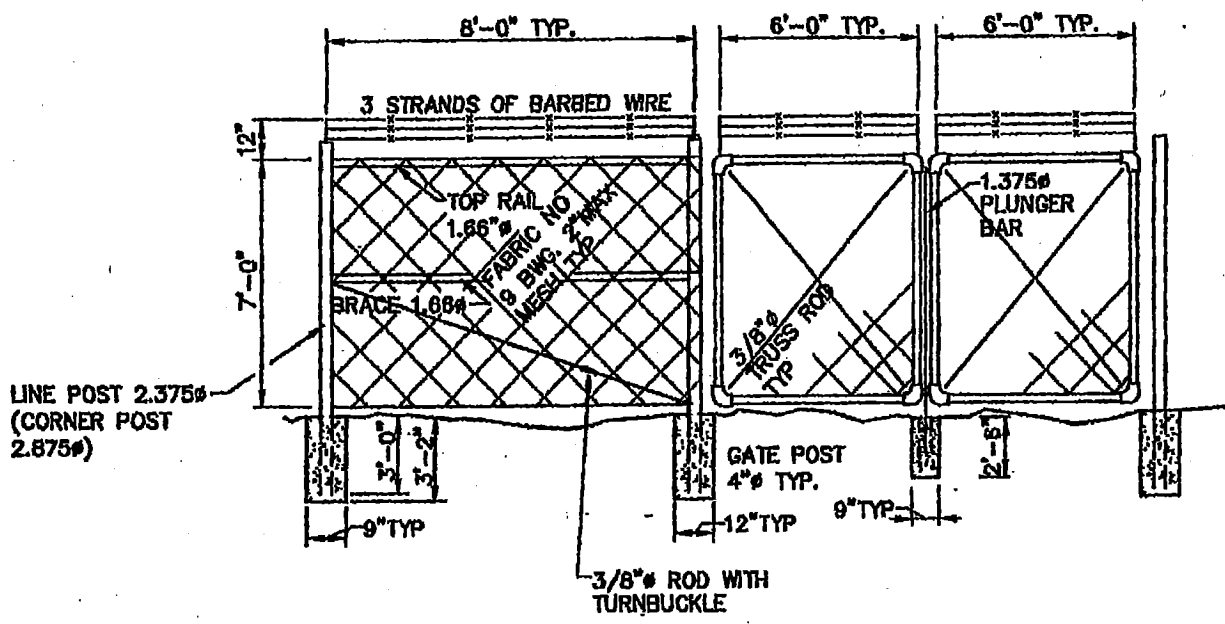 8'-0" TYP.
6'-0" TYP.
6'-0" TYP.
3 STRANDS OF BARBED WIRE
12"
7'-0"
TOP RAIL
1.66"ø
FABRIC NO
9 BWG. 2"MAX
MESH TYP
BRACE 1.66ø
1.375ø
PLUNGER
BAR
3/8"ø
TRUSS ROD
TYP
LINE POST 2.375ø
(CORNER POST
2.875ø)
3'-0"
3'-2"
GATE POST
4"ø TYP.
2'-6"
9"TYP
12"TYP
9"TYP
3/8"ø ROD WITH
TURNBUCKLE